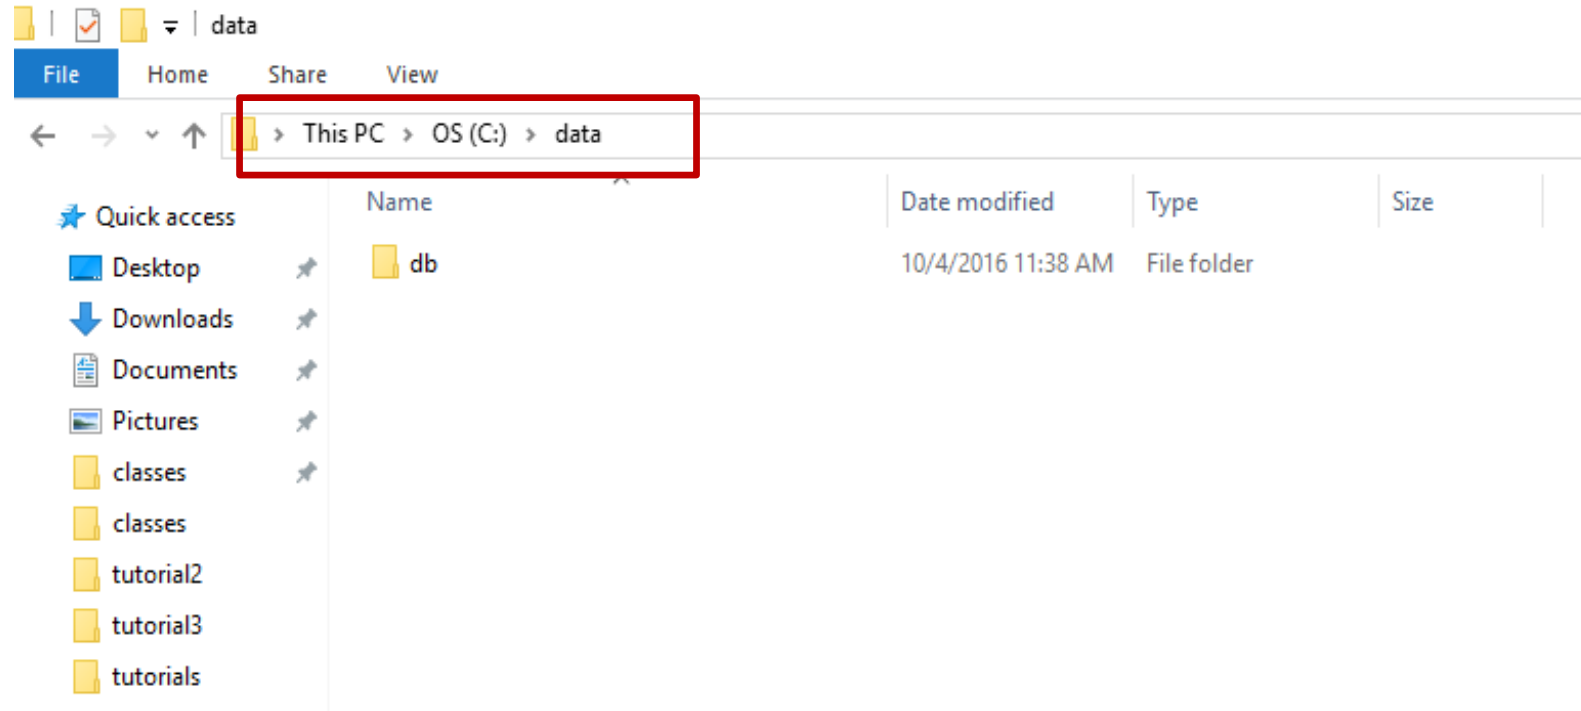 data
File Home Share View
This PC > OS (C:) > data
Name Date modified Type Size
db 10/4/2016 11:38 AM File folder
Quick access
Desktop
Downloads
Documents
Pictures
classes
classes
tutorial2
tutorial3
tutorials